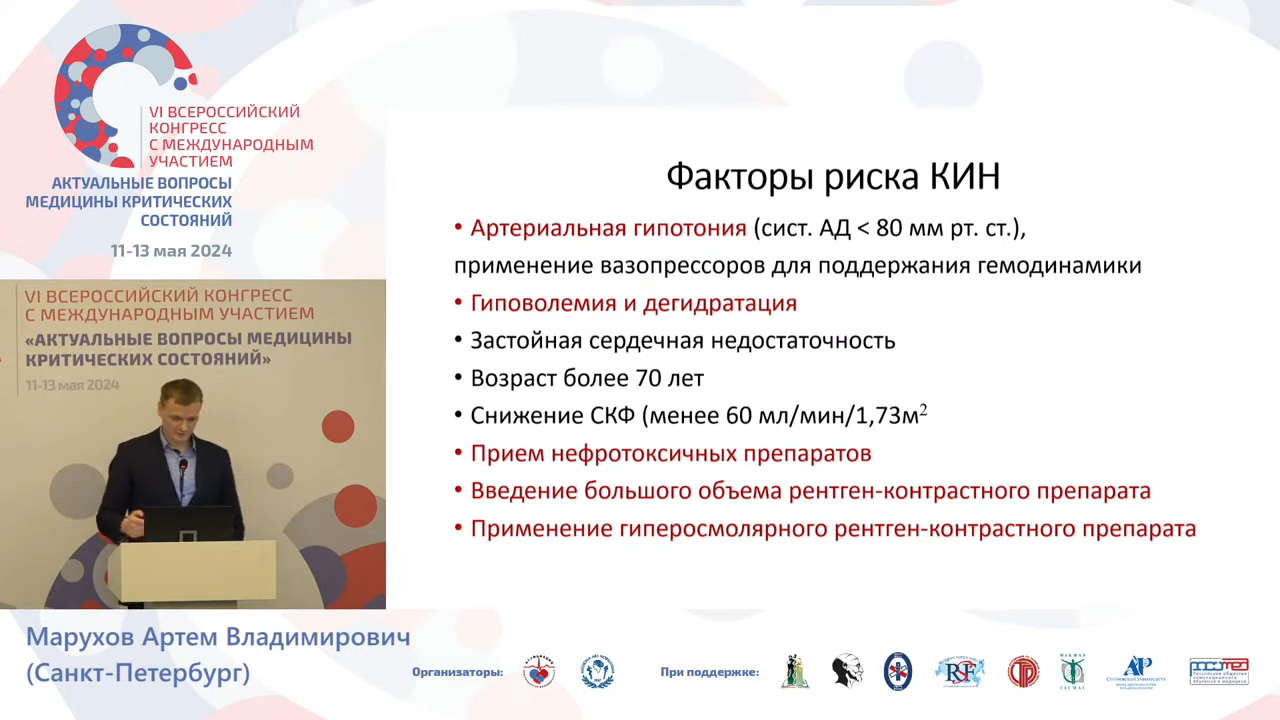 VI ВСЕРОССИЙСКИЙ
КОНГРЕСС
С МЕЖДУНАРОДНЫМ
УЧАСТИЕМ
АКТУАЛЬНЫЕ ВОПРОСЫ
МЕДИЦИНЫ КРИТИЧЕСКИХ
СОСТОЯНИЙ
11-13 мая 2024
VI ВСЕРОССИЙСКИЙ КОНГРЕСС
С МЕЖДУНАРОДНЫМ УЧАСТИЕМ
«АКТУАЛЬНЫЕ ВОПРОСЫ МЕДИЦИНЫ
КРИТИЧЕСКИХ СОСТОЯНИЙ»
11-13 мая 2024
Факторы риска КИН
• Артериальная гипотония (сист. АД < 80 мм рт. ст.),
применение вазопрессоров для поддержания гемодинамики
• Гиповолемия и дегидратация
• Застойная сердечная недостаточность
• Возраст более 70 лет
• Снижение СКФ (менее 60 мл/мин/1,73м²
• Прием нефротоксичных препаратов
• Введение большого объема рентген-контрастного препарата
• Применение гиперосмолярного рентген-контрастного препарата
Марухов Артем Владимирович
(Санкт-Петербург)
Организаторы:
При поддержке: